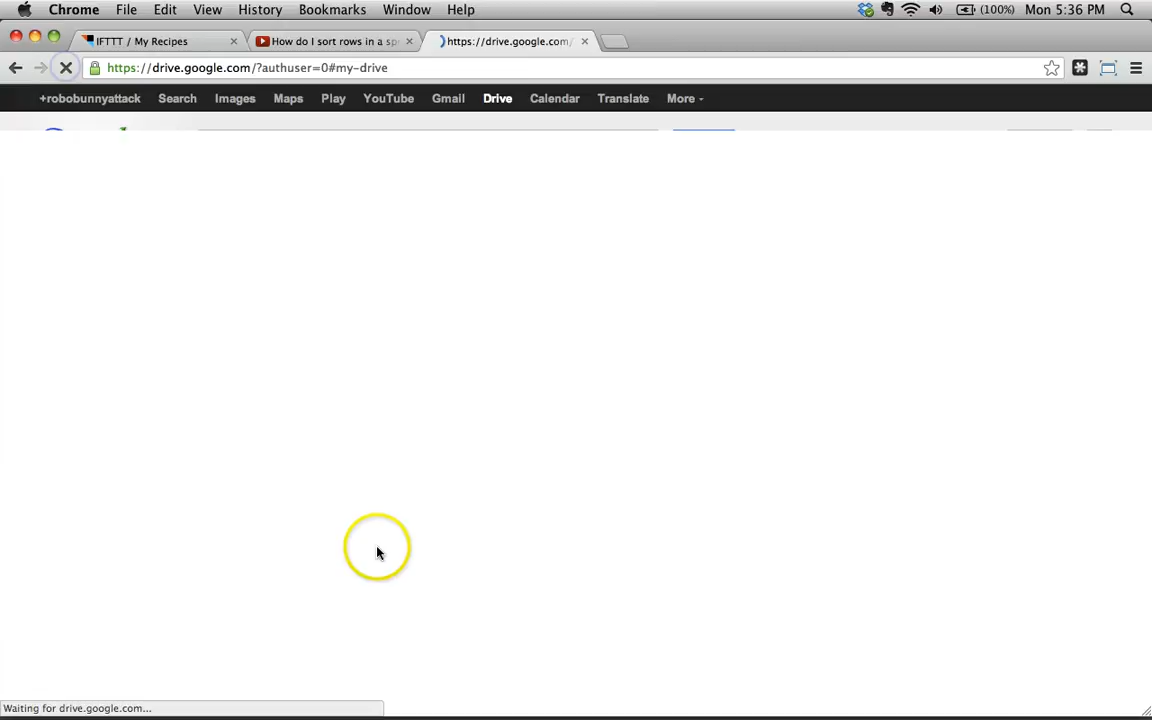 Chrome File Edit View History Bookmarks Window Help (100%) Mon 5:36 PM
IFTTT / My Recipes How do I sort rows in a sp https://drive.google.com/
https://drive.google.com/?authuser=0#my-drive
+robobunnyattack Search Images Maps Play YouTube Gmail Drive Calendar Translate More
Waiting for drive.google.com...